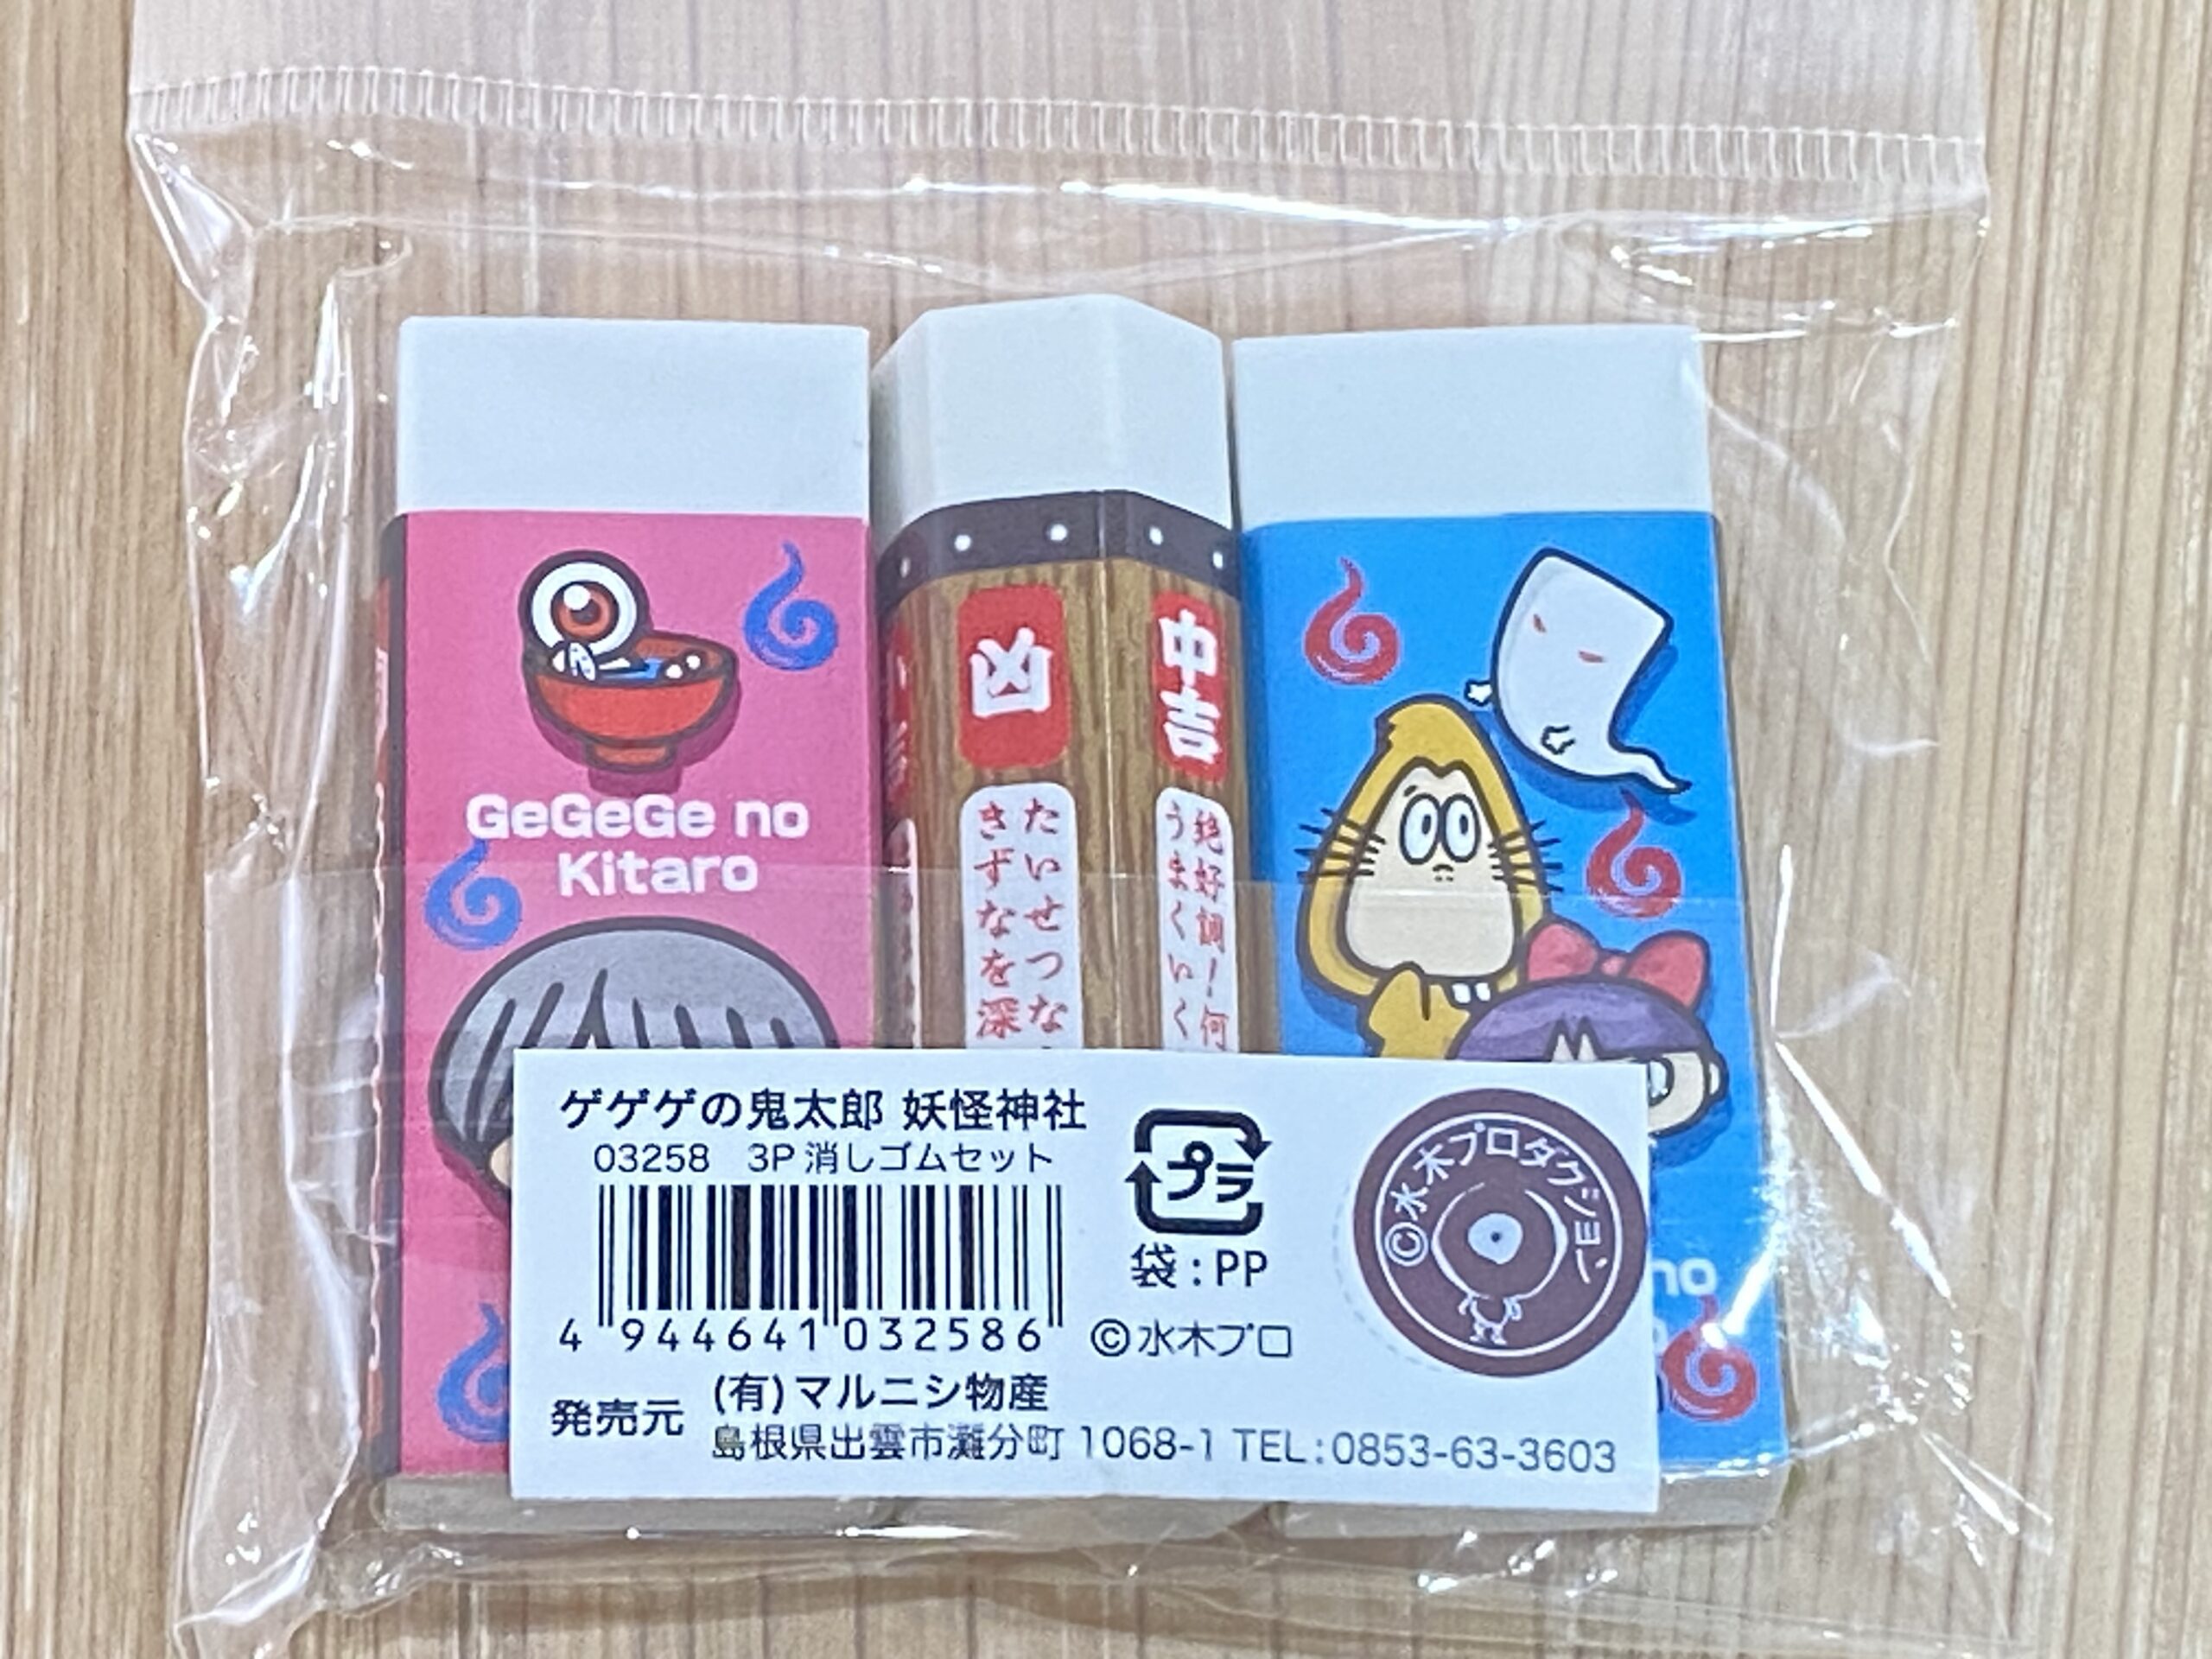 GeGeGe no
Kitaro
凶
たいせつな
きずなを深
中吉
絶好調!何
うまくいく
no
ゲゲゲの鬼太郎 妖怪神社
03258 3P消しゴムセット
4 944641 032586
プラ
袋:PP
©水木プロ
©水木プロダクション
発売元 (有)マルニシ物産
島根県出雲市灘分町 1068-1 TEL:0853-63-3603